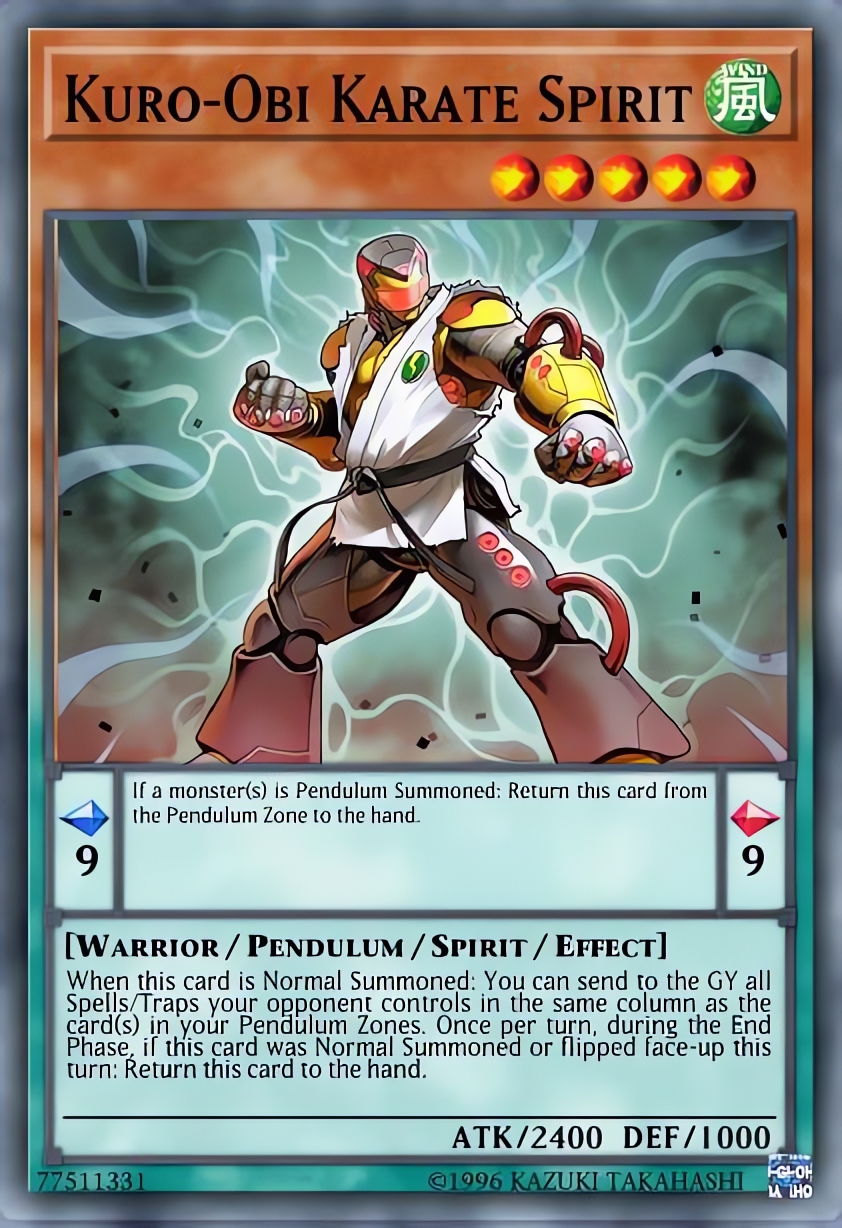 KURO-OBI KARATE SPIRIT
WIND
風
If a monster(s) is Pendulum Summoned: Return this card from
the Pendulum Zone to the hand.
9
9
[WARRIOR / PENDULUM / SPIRIT / EFFECT]
When this card is Normal Summoned: You can send to the GY all
Spells/Traps your opponent controls in the same column as the
card(s) in your Pendulum Zones. Once per turn, during the End
Phase, if this card was Normal Summoned or flipped face-up this
turn: Return this card to the hand.
ATK/2400 DEF/1000
77511331
©1996 KAZUKI TAKAHASHI